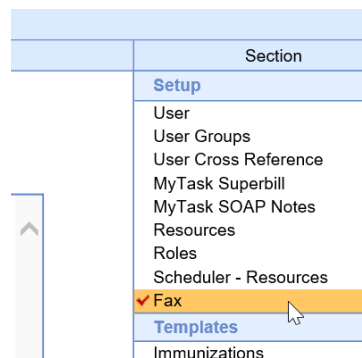 Section
Setup
User
User Groups
User Cross Reference
MyTask Superbill
MyTask SOAP Notes
Resources
Roles
Scheduler - Resources
Fax
Templates
Immunizations